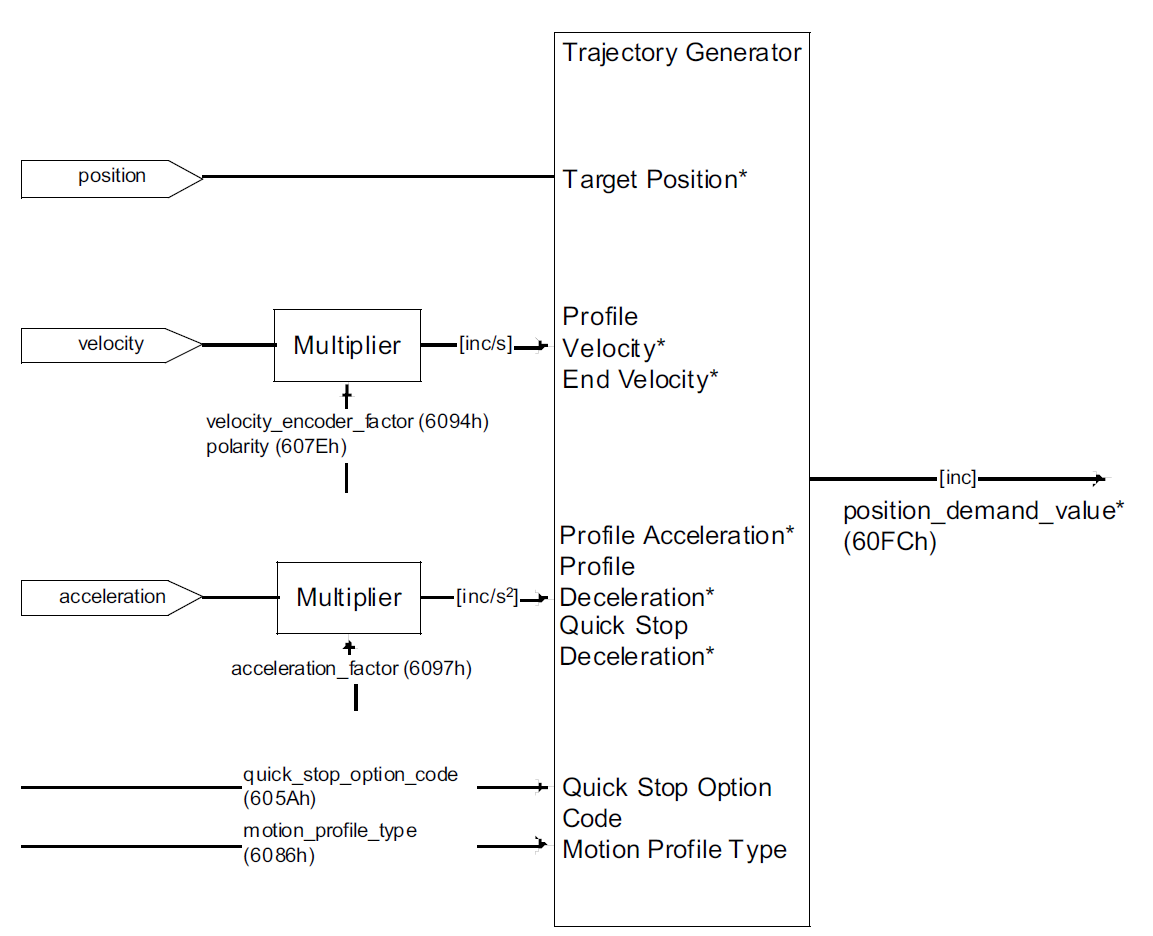 Trajectory Generator
position
Target Position*
velocity
Multiplier
[inc/s]
Profile
Velocity*
End Velocity*
velocity_encoder_factor (6094h)
polarity (607Eh)
[inc]
position_demand_value*
(60FCh)
acceleration
Multiplier
[inc/s²]
Profile Acceleration*
Profile
Deceleration*
Quick Stop
Deceleration*
acceleration_factor (6097h)
quick_stop_option_code
(605Ah)
motion_profile_type
(6086h)
Quick Stop Option
Code
Motion Profile Type